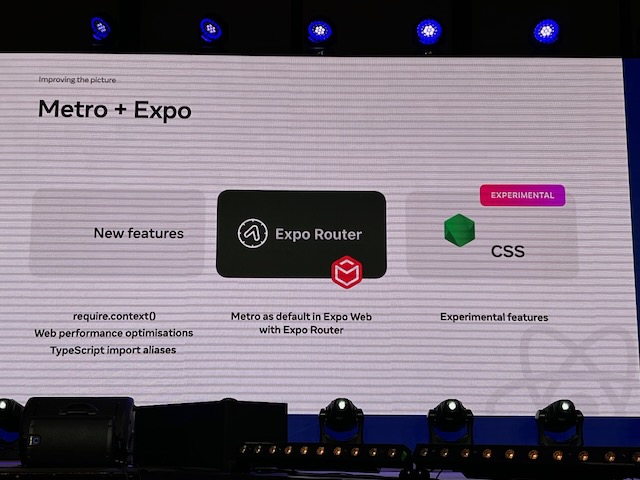 Improving the picture
Metro + Expo
New features
require.context()
Web performance optimisations
TypeScript import aliases
Expo Router
Metro as default in Expo Web
with Expo Router
EXPERIMENTAL
CSS
Experimental features